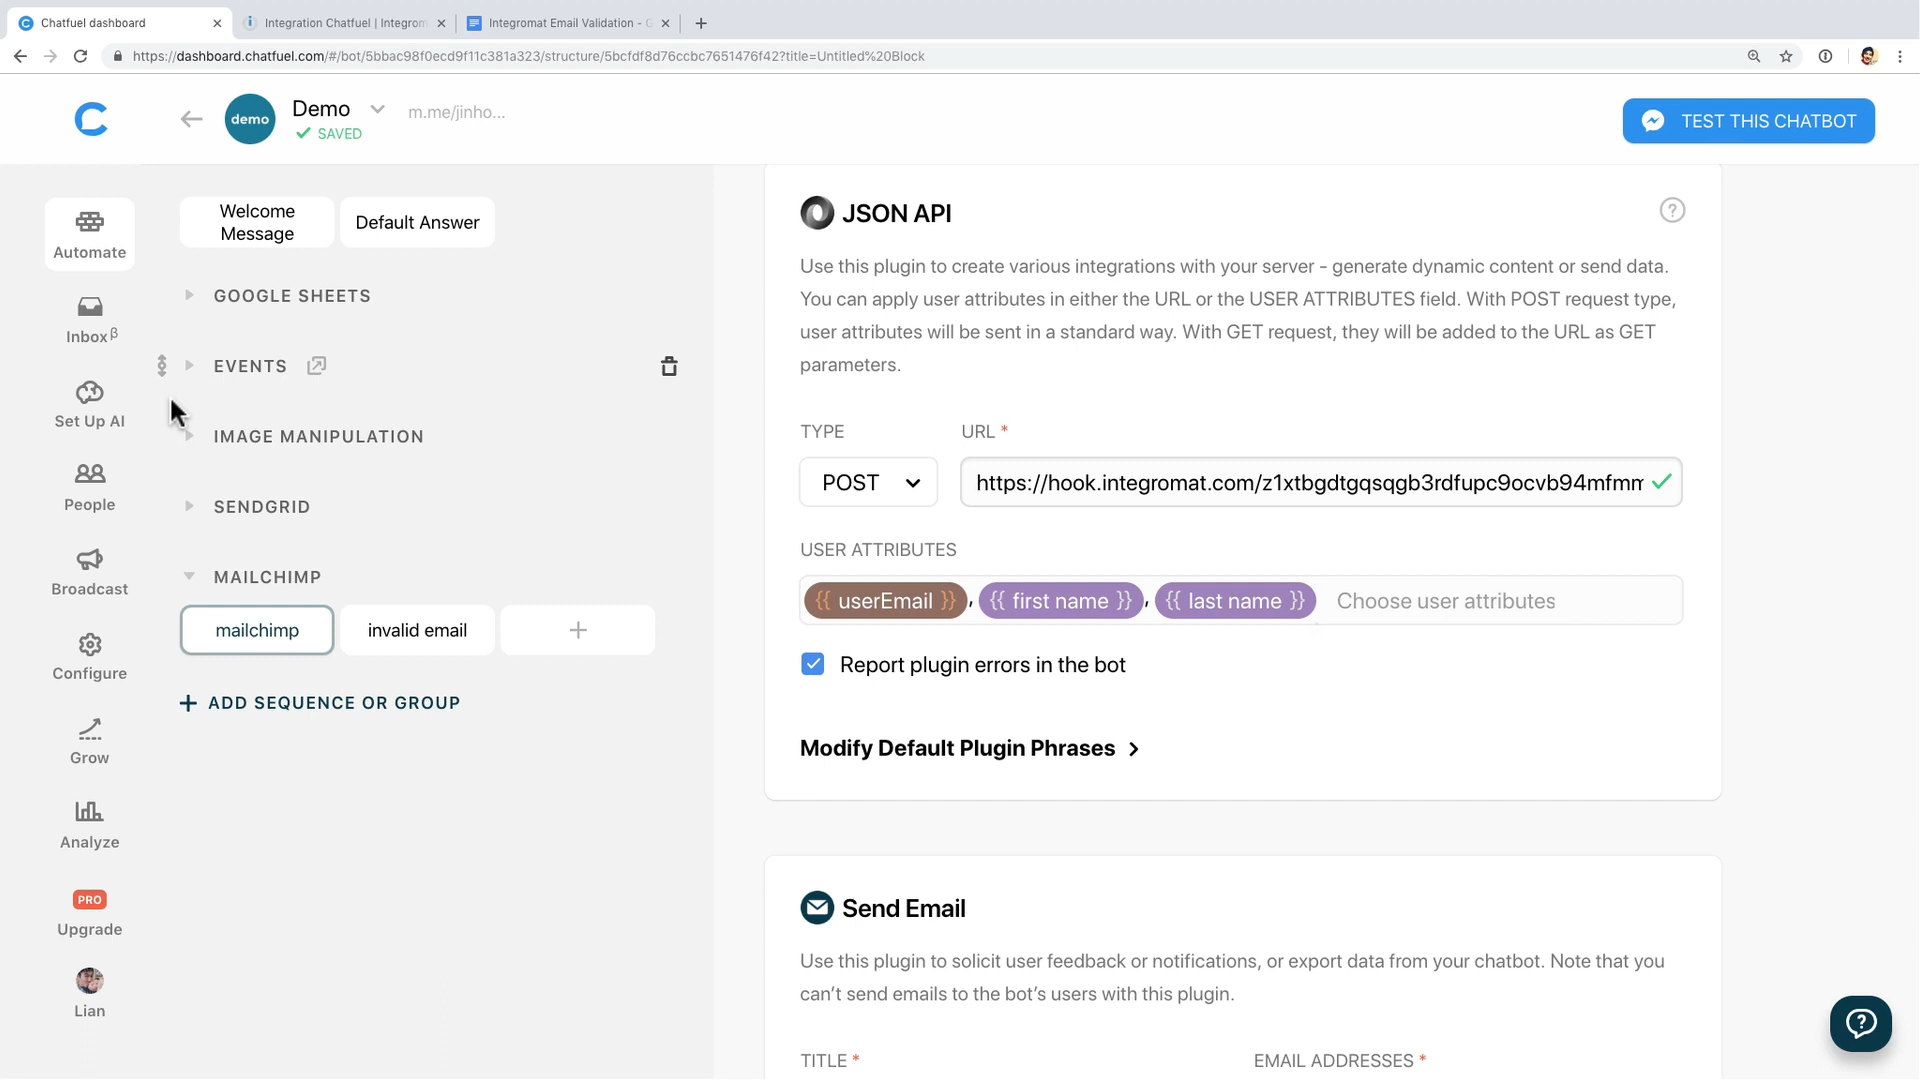 Chatfuel dashboard
Integration Chatfuel | Integrom
Integromat Email Validation - G
https://dashboard.chatfuel.com/#/bot/5bbac98f0ecd9f11c381a323/structure/5bcfdf8d76ccbc7651476f42?title=Untitled%20Block
demo
Demo
m.me/jinho...
SAVED
TEST THIS CHATBOT
Automate
Inbox β
Set Up AI
People
Broadcast
Configure
Grow
Analyze
PRO
Upgrade
Lian
Welcome
Message
Default Answer
GOOGLE SHEETS
EVENTS
IMAGE MANIPULATION
SENDGRID
MAILCHIMP
mailchimp
invalid email
+
+ ADD SEQUENCE OR GROUP
JSON API
Use this plugin to create various integrations with your server - generate dynamic content or send data.
You can apply user attributes in either the URL or the USER ATTRIBUTES field. With POST request type,
user attributes will be sent in a standard way. With GET request, they will be added to the URL as GET
parameters.
TYPE
URL *
POST
https://hook.integromat.com/z1xtbgdtgqsqgb3rdfupc9ocvb94mfmm
USER ATTRIBUTES
{{ userEmail }}, {{ first name }}, {{ last name }} Choose user attributes
Report plugin errors in the bot
Modify Default Plugin Phrases >
Send Email
Use this plugin to solicit user feedback or notifications, or export data from your chatbot. Note that you
can't send emails to the bot's users with this plugin.
TITLE *
EMAIL ADDRESSES *